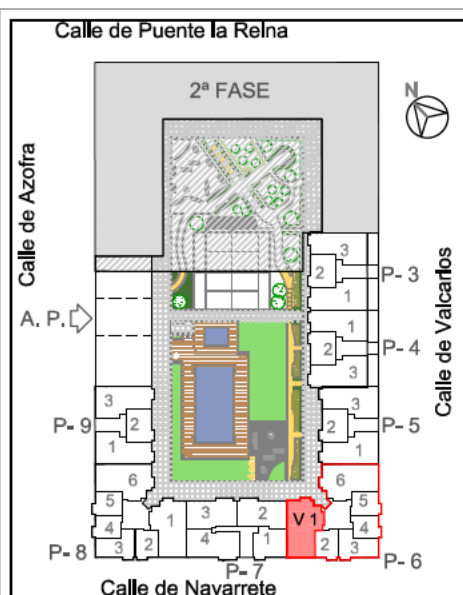 Calle de Puente la Reina
2ª FASE
N
Calle de Azofra
Calle de Valcarlos
3
2
P-3
1
A. P.
1
2
P-4
3
3
P-9
2
1
3
P-5
2
1
6
5
4
3
2
1
P-8
3
2
4
1
P-7
V 1
6
5
4
2
3
P-6
Calle de Navarrete